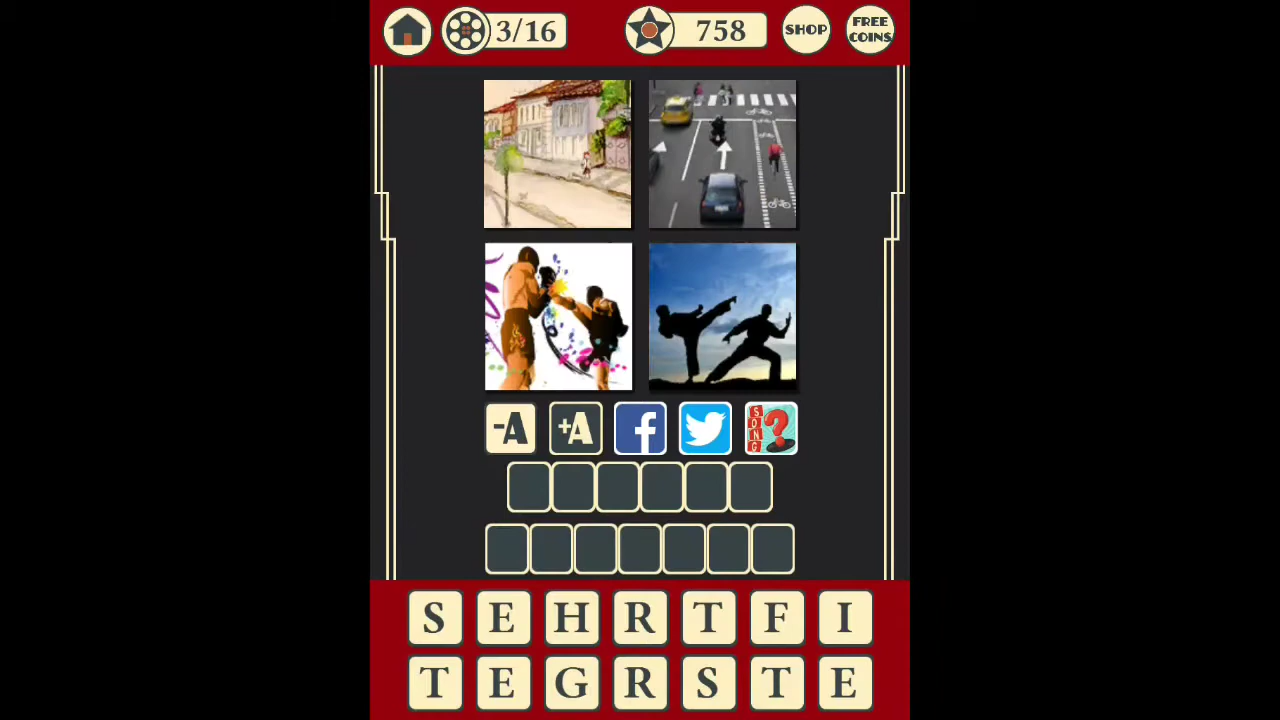 3/16 758 SHOP FREE COINS
-A +A f SONG ?
S E H R T F I
T E G R S T E